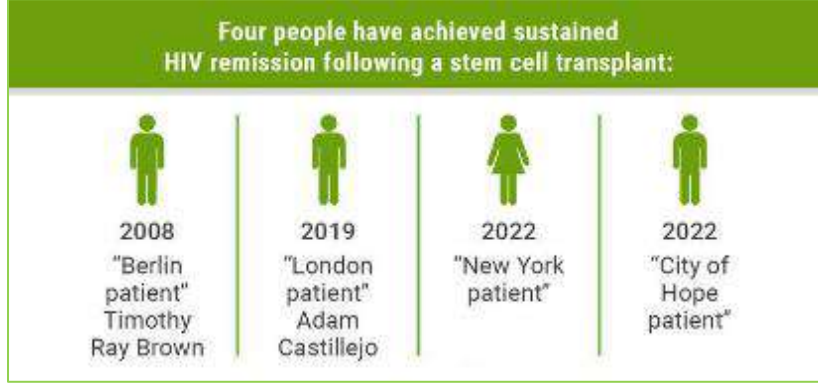 Four people have achieved sustained
HIV remission following a stem cell transplant:
2008
"Berlin
patient"
Timothy
Ray Brown
2019
"London
patient"
Adam
Castillejo
2022
"New York
patient"
2022
"City of
Hope
patient"